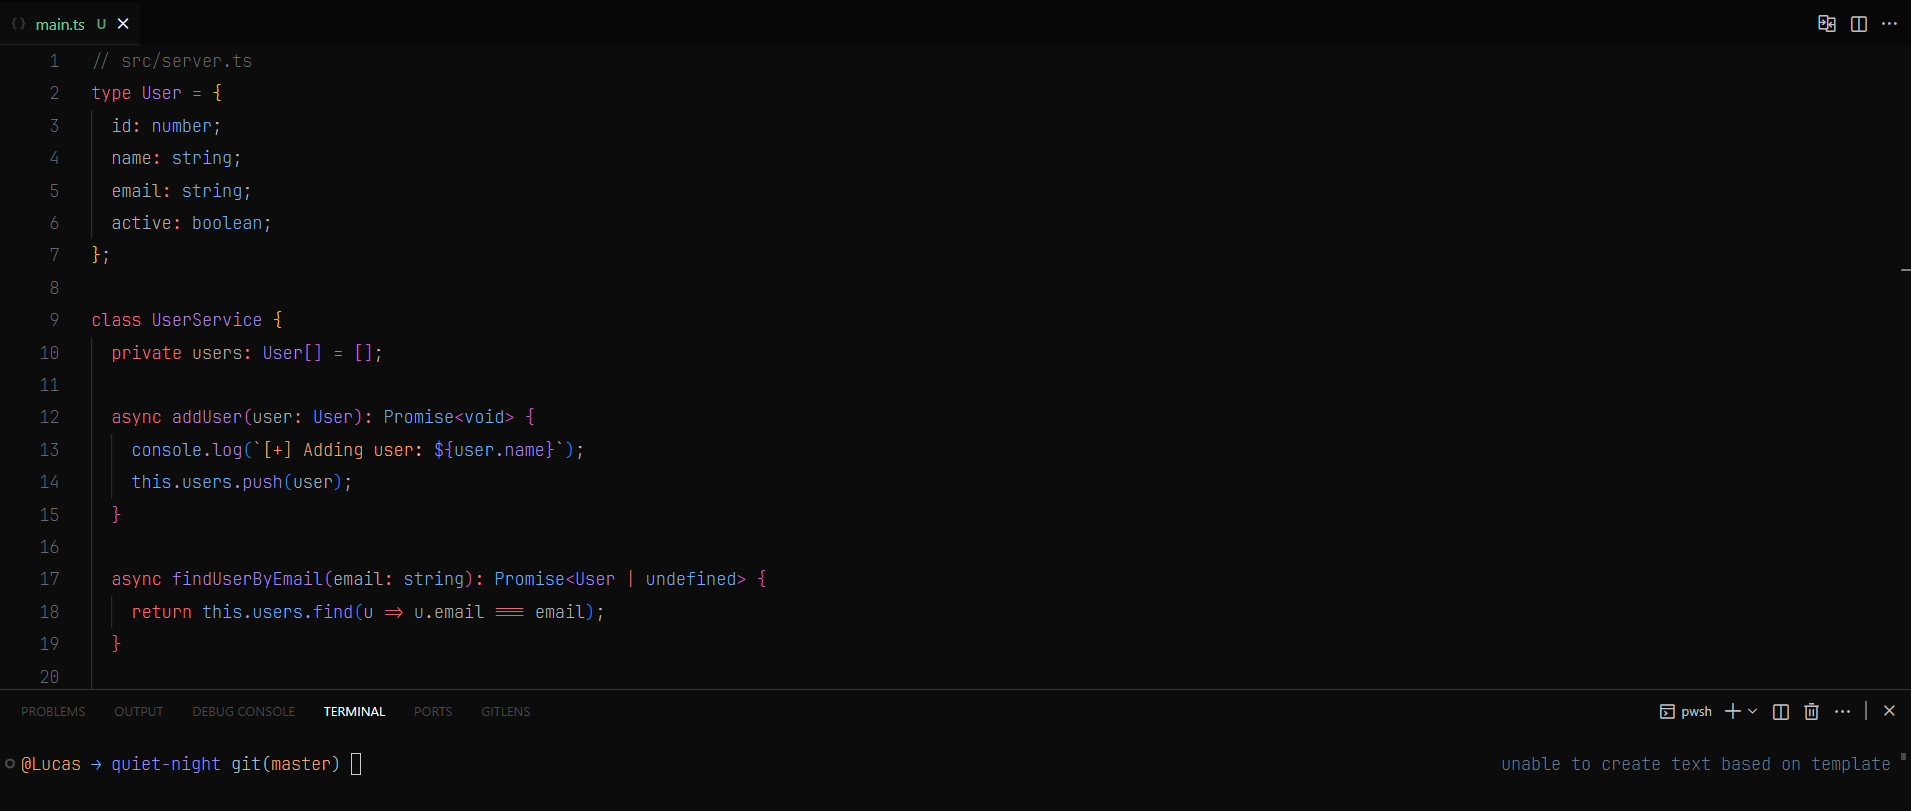 main.ts U
1 // src/server.ts
2 type User = {
3   id: number;
4   name: string;
5   email: string;
6   active: boolean;
7 };
8
9 class UserService {
10   private users: User[] = [];
11
12   async addUser(user: User): Promise<void> {
13     console.log(`[+] Adding user: ${user.name}`);
14     this.users.push(user);
15   }
16
17   async findUserByEmail(email: string): Promise<User | undefined> {
18     return this.users.find(u => u.email === email);
19   }
20
PROBLEMS OUTPUT DEBUG CONSOLE TERMINAL PORTS GITLENS pwsh
@Lucas → quiet-night git(master) unable to create text based on template